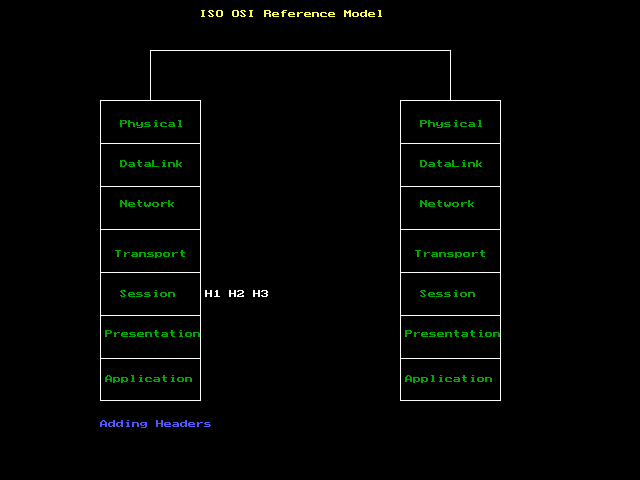 ISO OSI Reference Model
Physical Physical
DataLink DataLink
Network Network
Transport Transport
Session H1 H2 H3 Session
Presentation Presentation
Application Application
Adding Headers